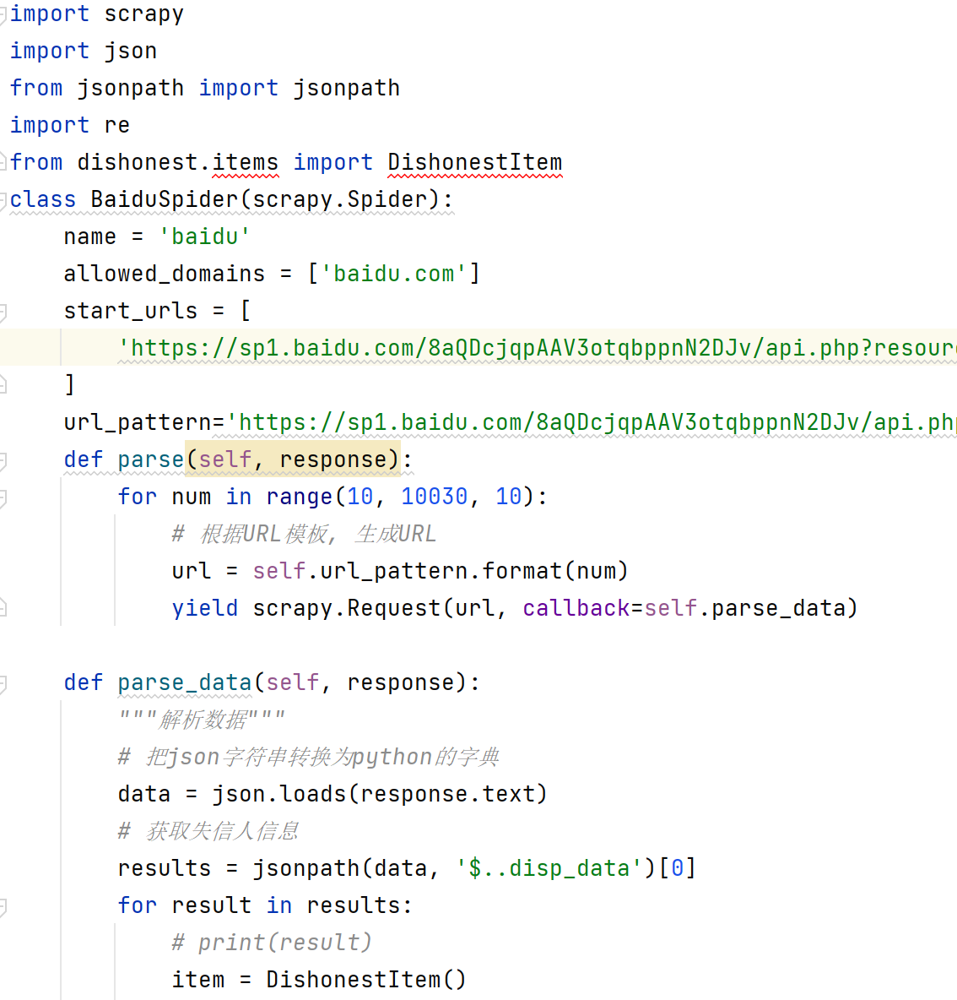 import scrapy
import json
from jsonpath import jsonpath
import re
from dishonest.items import DishonestItem
class BaiduSpider(scrapy.Spider):
    name = 'baidu'
    allowed_domains = ['baidu.com']
    start_urls = [
        'https://sp1.baidu.com/8aQDcjqpAAV3otqbppnN2DJv/api.php?resour
    ]
    url_pattern='https://sp1.baidu.com/8aQDcjqpAAV3otqbppnN2DJv/api.ph
    def parse(self, response):
        for num in range(10, 10030, 10):
            # 根据URL模板, 生成URL
            url = self.url_pattern.format(num)
            yield scrapy.Request(url, callback=self.parse_data)
    def parse_data(self, response):
        """解析数据"""
        # 把json字符串转换为python的字典
        data = json.loads(response.text)
        # 获取失信人信息
        results = jsonpath(data, '$..disp_data')[0]
        for result in results:
            # print(result)
            item = DishonestItem()